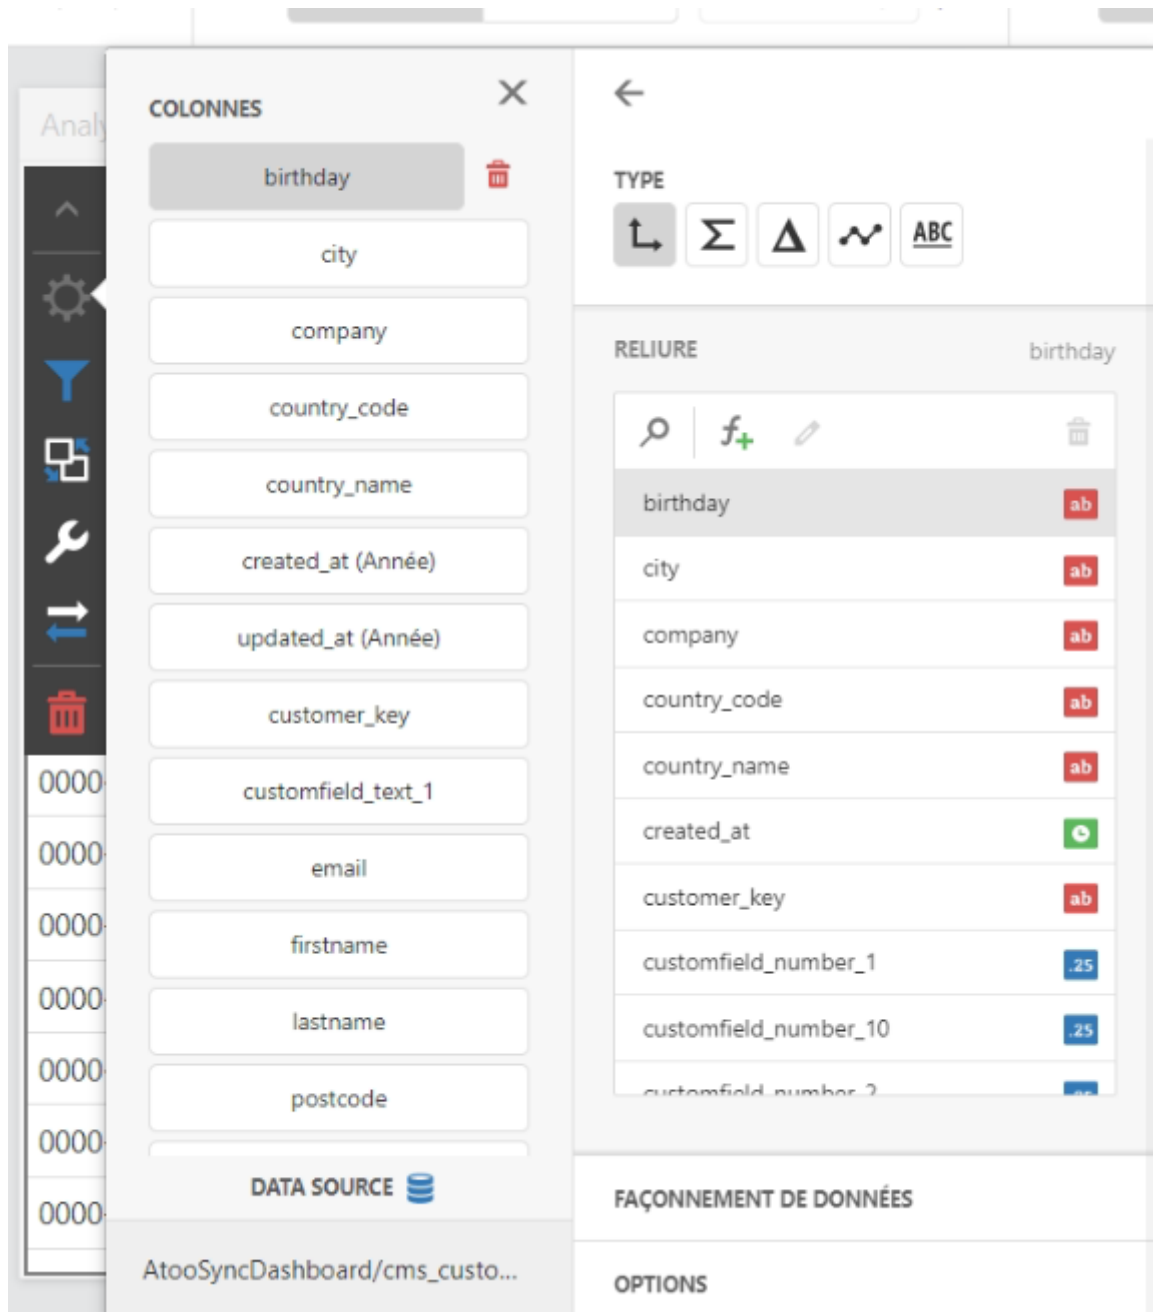 COLONNES
birthday
city
company
country_code
country_name
created_at (Année)
updated_at (Année)
customer_key
customfield_text_1
email
firstname
lastname
postcode
DATA SOURCE
AtooSyncDashboard/cms_custo...
TYPE
ABC
RELIURE birthday
birthday ab
city ab
company ab
country_code ab
country_name ab
created_at
customer_key ab
customfield_number_1 .25
customfield_number_10 .25
customfield_number_2 .25
FAÇONNEMENT DE DONNÉES
OPTIONS
Analy
0000-
0000-
0000-
0000-
0000-
0000-
0000-